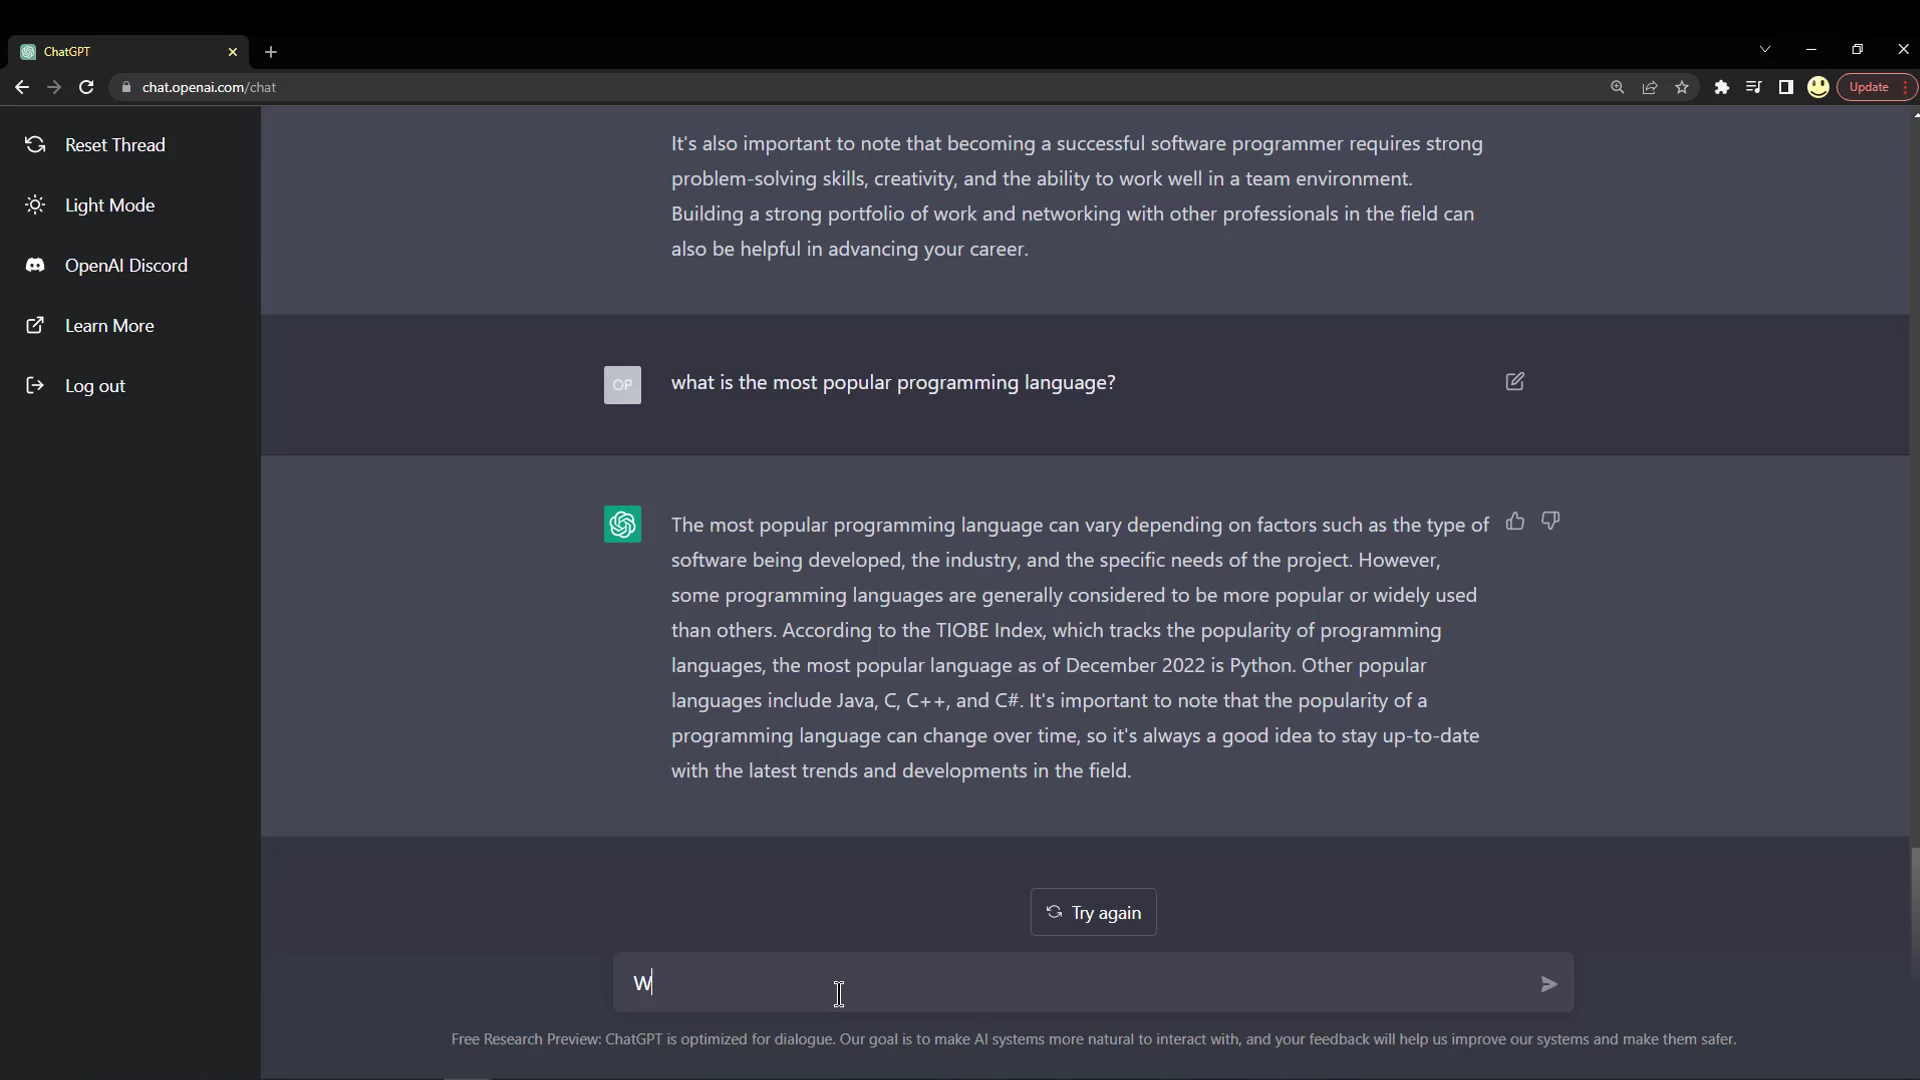 ChatGPT
chat.openai.com/chat
Update
Reset Thread
Light Mode
OpenAI Discord
Learn More
Log out
It's also important to note that becoming a successful software programmer requires strong
problem-solving skills, creativity, and the ability to work well in a team environment.
Building a strong portfolio of work and networking with other professionals in the field can
also be helpful in advancing your career.
OP
what is the most popular programming language?
The most popular programming language can vary depending on factors such as the type of
software being developed, the industry, and the specific needs of the project. However,
some programming languages are generally considered to be more popular or widely used
than others. According to the TIOBE Index, which tracks the popularity of programming
languages, the most popular language as of December 2022 is Python. Other popular
languages include Java, C, C++, and C#. It's important to note that the popularity of a
programming language can change over time, so it's always a good idea to stay up-to-date
with the latest trends and developments in the field.
Try again
W
Free Research Preview: ChatGPT is optimized for dialogue. Our goal is to make AI systems more natural to interact with, and your feedback will help us improve our systems and make them safer.